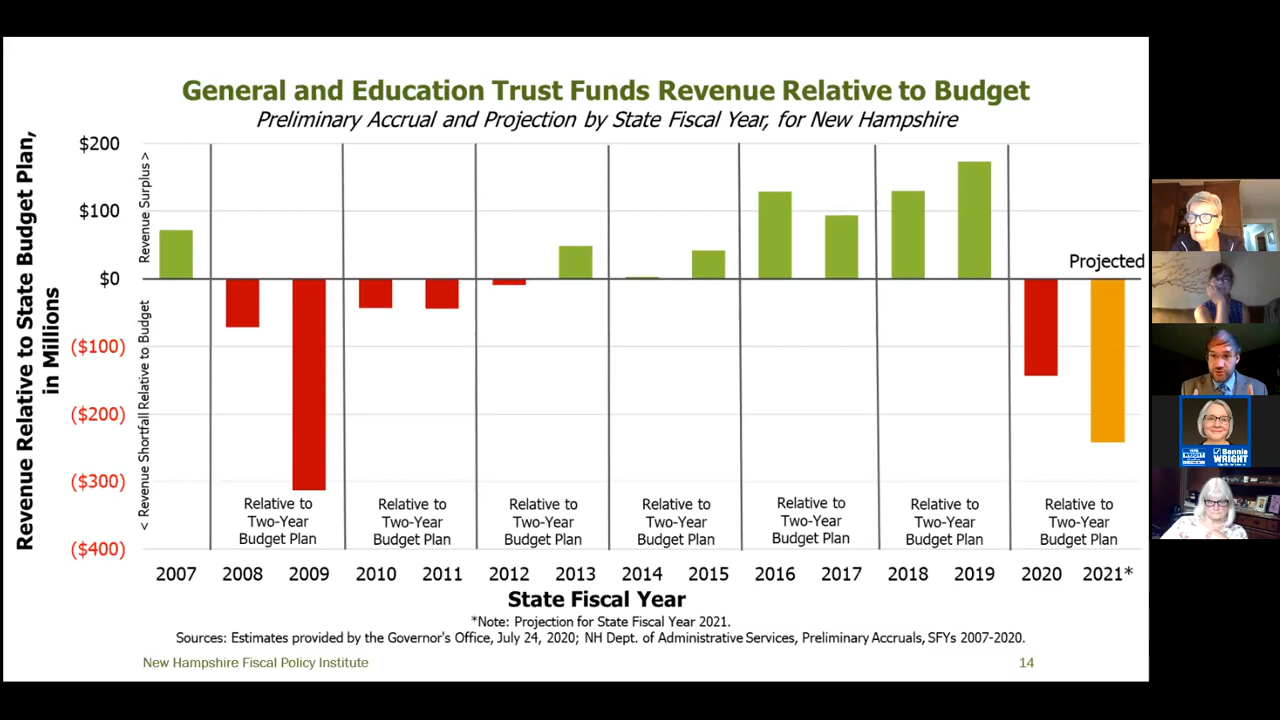 General and Education Trust Funds Revenue Relative to Budget
Preliminary Accrual and Projection by State Fiscal Year, for New Hampshire
Revenue Relative to State Budget Plan,
in Millions
$200
$100
$0
($100)
($200)
($300)
($400)
Revenue Surplus >
< Revenue Shortfall Relative to Budget
Projected
Relative to
Two-Year
Budget Plan
Relative to
Two-Year
Budget Plan
Relative to
Two-Year
Budget Plan
Relative to
Two-Year
Budget Plan
Relative to
Two-Year
Budget Plan
Relative to
Two-Year
Budget Plan
Relative to
Two-Year
Budget Plan
2007 2008 2009 2010 2011 2012 2013 2014 2015 2016 2017 2018 2019 2020 2021*
State Fiscal Year
*Note: Projection for State Fiscal Year 2021.
Sources: Estimates provided by the Governor's Office, July 24, 2020; NH Dept. of Administrative Services, Preliminary Accruals, SFYs 2007-2020.
New Hampshire Fiscal Policy Institute 14
WRIGHT
Bonnie
WRIGHT